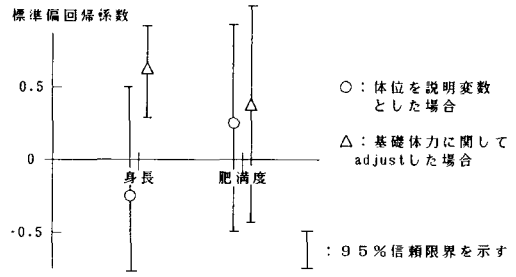 標準偏回帰係数
0.5
0
-0.5
身長
肥満度
○：体位を説明変数
とした場合
△：基礎体力に関して
adjustした場合
：95％信頼限界を示す